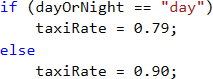 if (dayOrNight == "day")
    taxiRate = 0.79;
else
    taxiRate = 0.90;